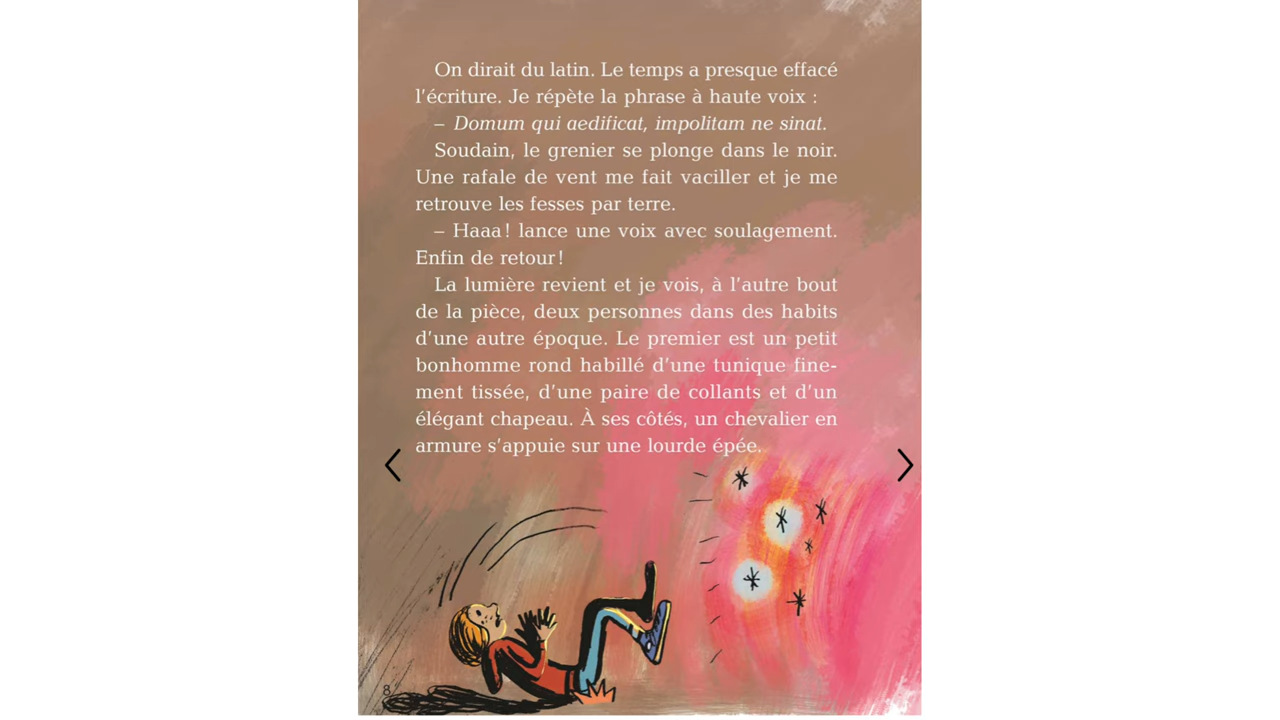 On dirait du latin. Le temps a presque effacé
l’écriture. Je répète la phrase à haute voix :
– Domum qui aedificat, impolitam ne sinat.
Soudain, le grenier se plonge dans le noir.
Une rafale de vent me fait vaciller et je me
retrouve les fesses par terre.
– Haaa ! lance une voix avec soulagement.
Enfin de retour !
La lumière revient et je vois, à l’autre bout
de la pièce, deux personnes dans des habits
d’une autre époque. Le premier est un petit
bonhomme rond habillé d’une tunique fine-
ment tissée, d’une paire de collants et d’un
élégant chapeau. À ses côtés, un chevalier en
armure s’appuie sur une lourde épée.
8